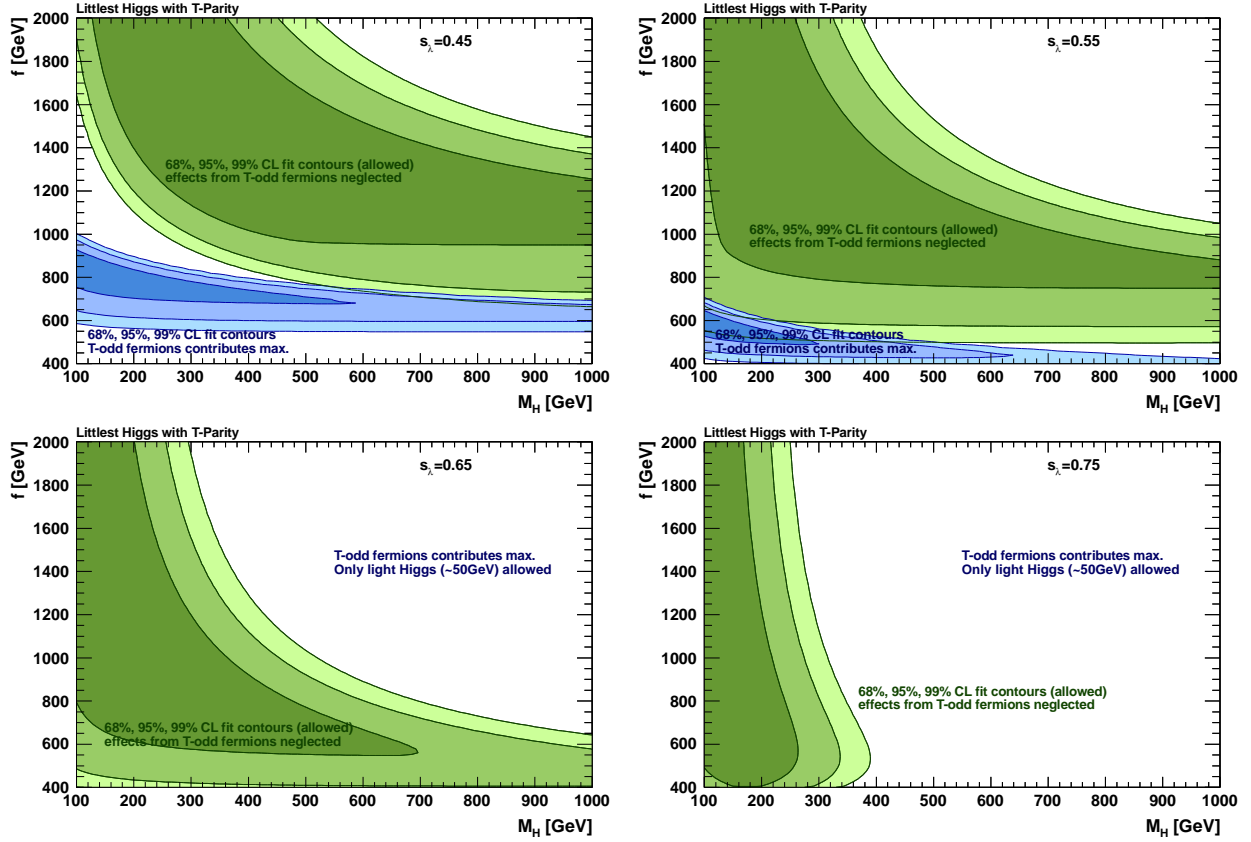 Littlest Higgs with T-Parity
f [GeV]
2000
1800
1600
1400
1200
1000
800
600
400
s_λ=0.45
68%, 95%, 99% CL fit contours (allowed)
effects from T-odd fermions neglected
68%, 95%, 99% CL fit contours
T-odd fermions contributes max.
100 200 300 400 500 600 700 800 900 1000
M_H [GeV]
Littlest Higgs with T-Parity
f [GeV]
2000
1800
1600
1400
1200
1000
800
600
400
s_λ=0.55
68%, 95%, 99% CL fit contours (allowed)
effects from T-odd fermions neglected
68%, 95%, 99% CL fit contours
T-odd fermions contributes max.
100 200 300 400 500 600 700 800 900 1000
M_H [GeV]
Littlest Higgs with T-Parity
f [GeV]
2000
1800
1600
1400
1200
1000
800
600
400
s_λ=0.65
T-odd fermions contributes max.
Only light Higgs (~50GeV) allowed
68%, 95%, 99% CL fit contours (allowed)
effects from T-odd fermions neglected
100 200 300 400 500 600 700 800 900 1000
M_H [GeV]
Littlest Higgs with T-Parity
f [GeV]
2000
1800
1600
1400
1200
1000
800
600
400
s_λ=0.75
T-odd fermions contributes max.
Only light Higgs (~50GeV) allowed
68%, 95%, 99% CL fit contours (allowed)
effects from T-odd fermions neglected
100 200 300 400 500 600 700 800 900 1000
M_H [GeV]